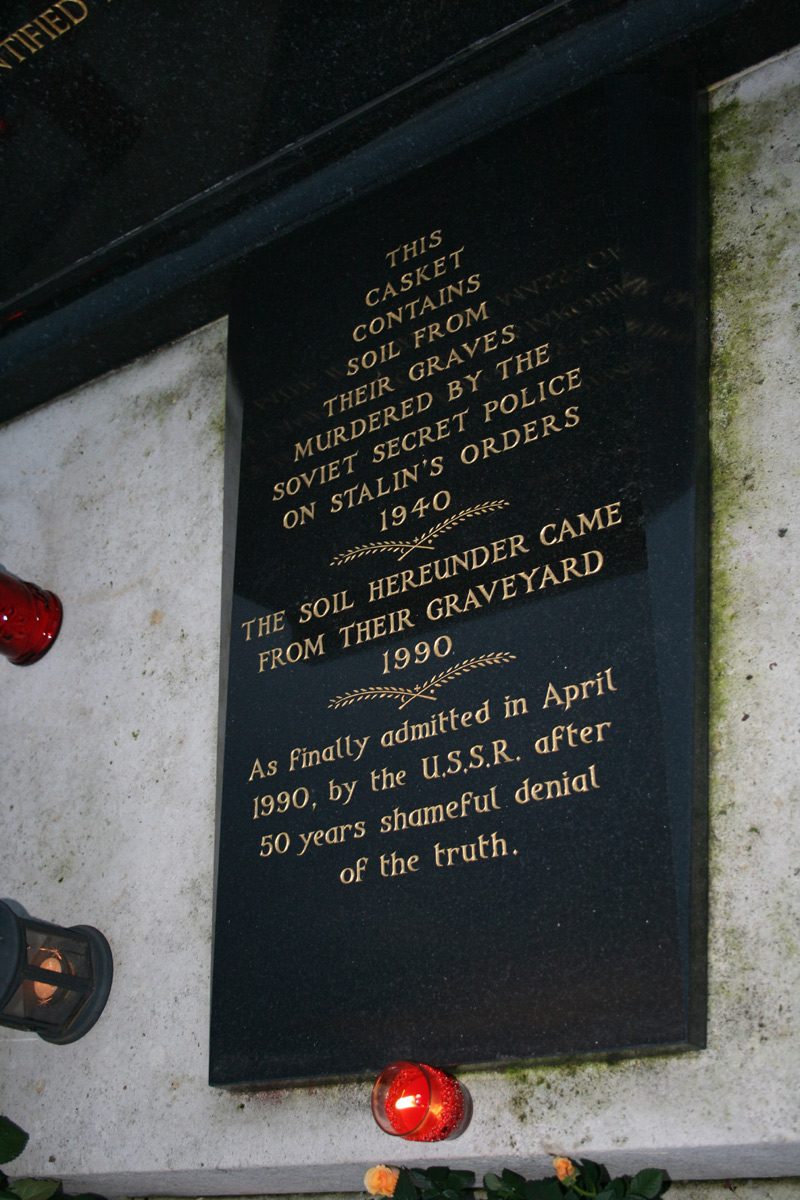 NTIFIED
THIS
CASKET
CONTAINS
SOIL FROM
THEIR GRAVES
MURDERED BY THE
SOVIET SECRET POLICE
ON STALIN'S ORDERS
1940
THE SOIL HEREUNDER CAME
FROM THEIR GRAVEYARD
1990
As finally admitted in April
1990, by the U.S.S.R. after
50 years shameful denial
of the truth.